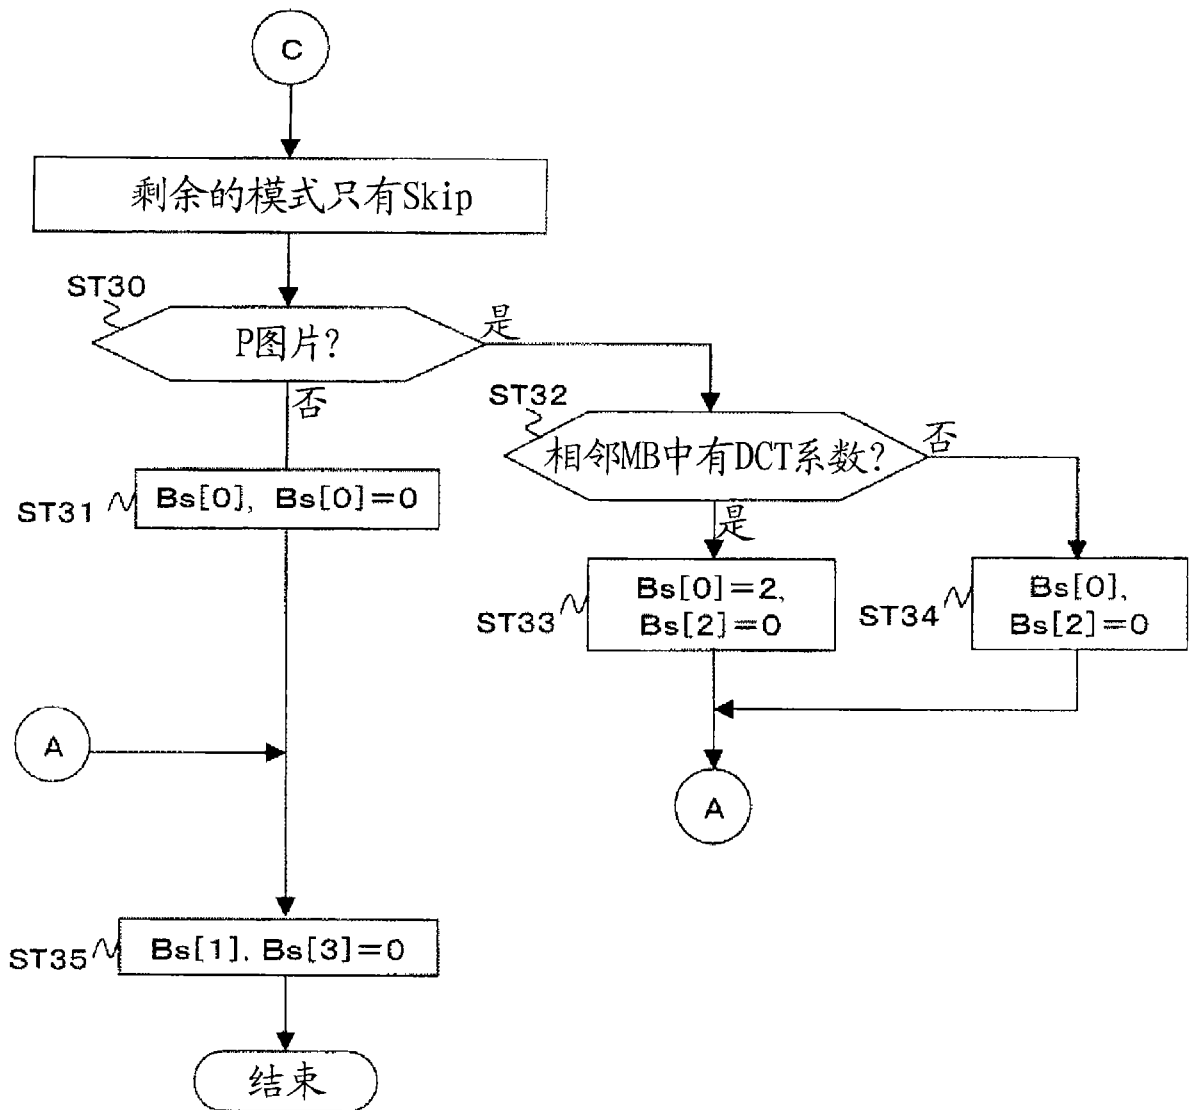 C
剩余的模式只有Skip
ST30
P图片?
是
否
ST32
相邻MB中有DCT系数?
否
是
ST31
Bs[0], Bs[0]=0
ST33
Bs[0]=2,
Bs[2]=0
ST34
Bs[0],
Bs[2]=0
A
A
ST35
Bs[1], Bs[3]=0
结束